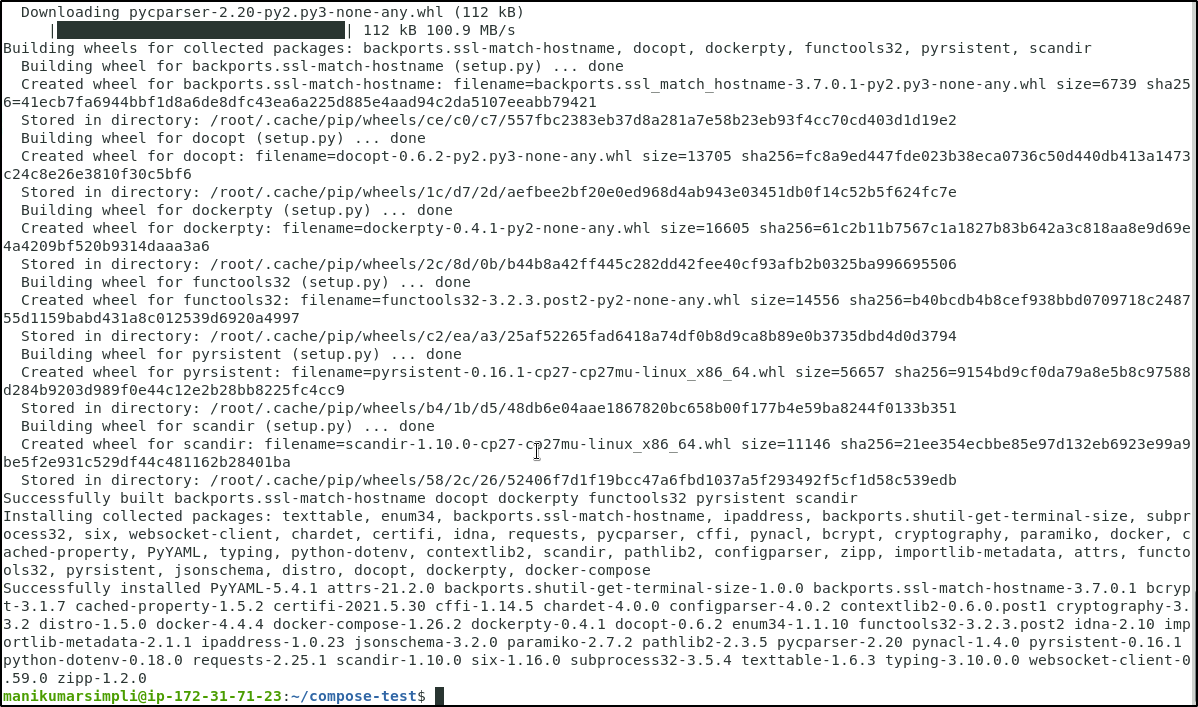 Downloading pycparser-2.20-py2.py3-none-any.whl (112 kB)
|████████████████████████████████| 112 kB 100.9 MB/s
Building wheels for collected packages: backports.ssl-match-hostname, docopt, dockerpty, functools32, pyrsistent, scandir
Building wheel for backports.ssl-match-hostname (setup.py) ... done
Created wheel for backports.ssl-match-hostname: filename=backports.ssl_match_hostname-3.7.0.1-py2.py3-none-any.whl size=6739 sha25
6=41ecb7fa6944bbf1d8a6de8dfc43ea6a225d885e4aad94c2da5107eeabb79421
Stored in directory: /root/.cache/pip/wheels/ce/c0/c7/557fbc2383eb37d8a281a7e58b23eb93f4cc70cd403d1d19e2
Building wheel for docopt (setup.py) ... done
Created wheel for docopt: filename=docopt-0.6.2-py2.py3-none-any.whl size=13705 sha256=fc8a9ed447fde023b38eca0736c50d440db413a1473
c24c8e26e3810f30c5bf6
Stored in directory: /root/.cache/pip/wheels/1c/d7/2d/aefbee2bf20e0ed968d4ab943e03451db0f14c52b5f624fc7e
Building wheel for dockerpty (setup.py) ... done
Created wheel for dockerpty: filename=dockerpty-0.4.1-py2-none-any.whl size=16605 sha256=61c2b11b7567c1a1827b83b642a3c818aa8e9d69e
4a4209bf520b9314daaa3a6
Stored in directory: /root/.cache/pip/wheels/2c/8d/0b/b44b8a42ff445c282dd42fee40cf93afb2b0325ba996695506
Building wheel for functools32 (setup.py) ... done
Created wheel for functools32: filename=functools32-3.2.3.post2-py2-none-any.whl size=14556 sha256=b40bcdb4b8cef938bbd0709718c2487
55d1159babd431a8c012539d6920a4997
Stored in directory: /root/.cache/pip/wheels/c2/ea/a3/25af52265fad6418a74df0b8d9ca8b89e0b3735dbd4d0d3794
Building wheel for pyrsistent (setup.py) ... done
Created wheel for pyrsistent: filename=pyrsistent-0.16.1-cp27-cp27mu-linux_x86_64.whl size=56657 sha256=9154bd9cf0da79a8e5b8c97588
d284b9203d989f0e44c12e2b28bb8225fc4cc9
Stored in directory: /root/.cache/pip/wheels/b4/1b/d5/48db6e04aae1867820bc658b00f177b4e59ba8244f0133b351
Building wheel for scandir (setup.py) ... done
Created wheel for scandir: filename=scandir-1.10.0-cp27-cp27mu-linux_x86_64.whl size=11146 sha256=21ee354ecbbe85e97d132eb6923e99a9
be5f2e931c529df44c481162b28401ba
Stored in directory: /root/.cache/pip/wheels/58/2c/26/52406f7d1f19bcc47a6fbd1037a5f293492f5cf1d58c539edb
Successfully built backports.ssl-match-hostname docopt dockerpty functools32 pyrsistent scandir
Installing collected packages: texttable, enum34, backports.ssl-match-hostname, ipaddress, backports.shutil-get-terminal-size, subpr
ocess32, six, websocket-client, chardet, certifi, idna, requests, pycparser, cffi, pynacl, bcrypt, cryptography, paramiko, docker, c
ached-property, PyYAML, typing, python-dotenv, contextlib2, scandir, pathlib2, configparser, zipp, importlib-metadata, attrs, functo
ols32, pyrsistent, jsonschema, distro, docopt, dockerpty, docker-compose
Successfully installed PyYAML-5.4.1 attrs-21.2.0 backports.shutil-get-terminal-size-1.0.0 backports.ssl-match-hostname-3.7.0.1 bcryp
t-3.1.7 cached-property-1.5.2 certifi-2021.5.30 cffi-1.14.5 chardet-4.0.0 configparser-4.0.2 contextlib2-0.6.0.post1 cryptography-3.
3.2 distro-1.5.0 docker-4.4.4 docker-compose-1.26.2 dockerpty-0.4.1 docopt-0.6.2 enum34-1.1.10 functools32-3.2.3.post2 idna-2.10 imp
ortlib-metadata-2.1.1 ipaddress-1.0.23 jsonschema-3.2.0 paramiko-2.7.2 pathlib2-2.3.5 pycparser-2.20 pynacl-1.4.0 pyrsistent-0.16.1
python-dotenv-0.18.0 requests-2.25.1 scandir-1.10.0 six-1.16.0 subprocess32-3.5.4 texttable-1.6.3 typing-3.10.0.0 websocket-client-0
.59.0 zipp-1.2.0
manikumarsimpli@ip-172-31-71-23:~/compose-test$